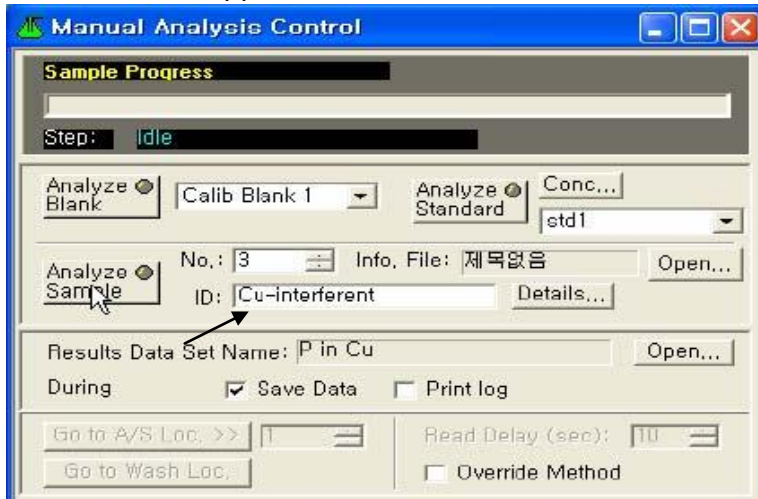 Manual Analysis Control
Sample Progress
Step: Idle
Analyze Blank
Calib Blank 1
Analyze Standard
Conc...
std1
Analyze Sample
No.: 3
Info. File: 제목없음
Open...
ID: Cu-interferent
Details...
Results Data Set Name: P in Cu
Open...
During
Save Data
Print log
Go to A/S Loc. >> 1
Read Delay (sec): 10
Go to Wash Loc.
Override Method